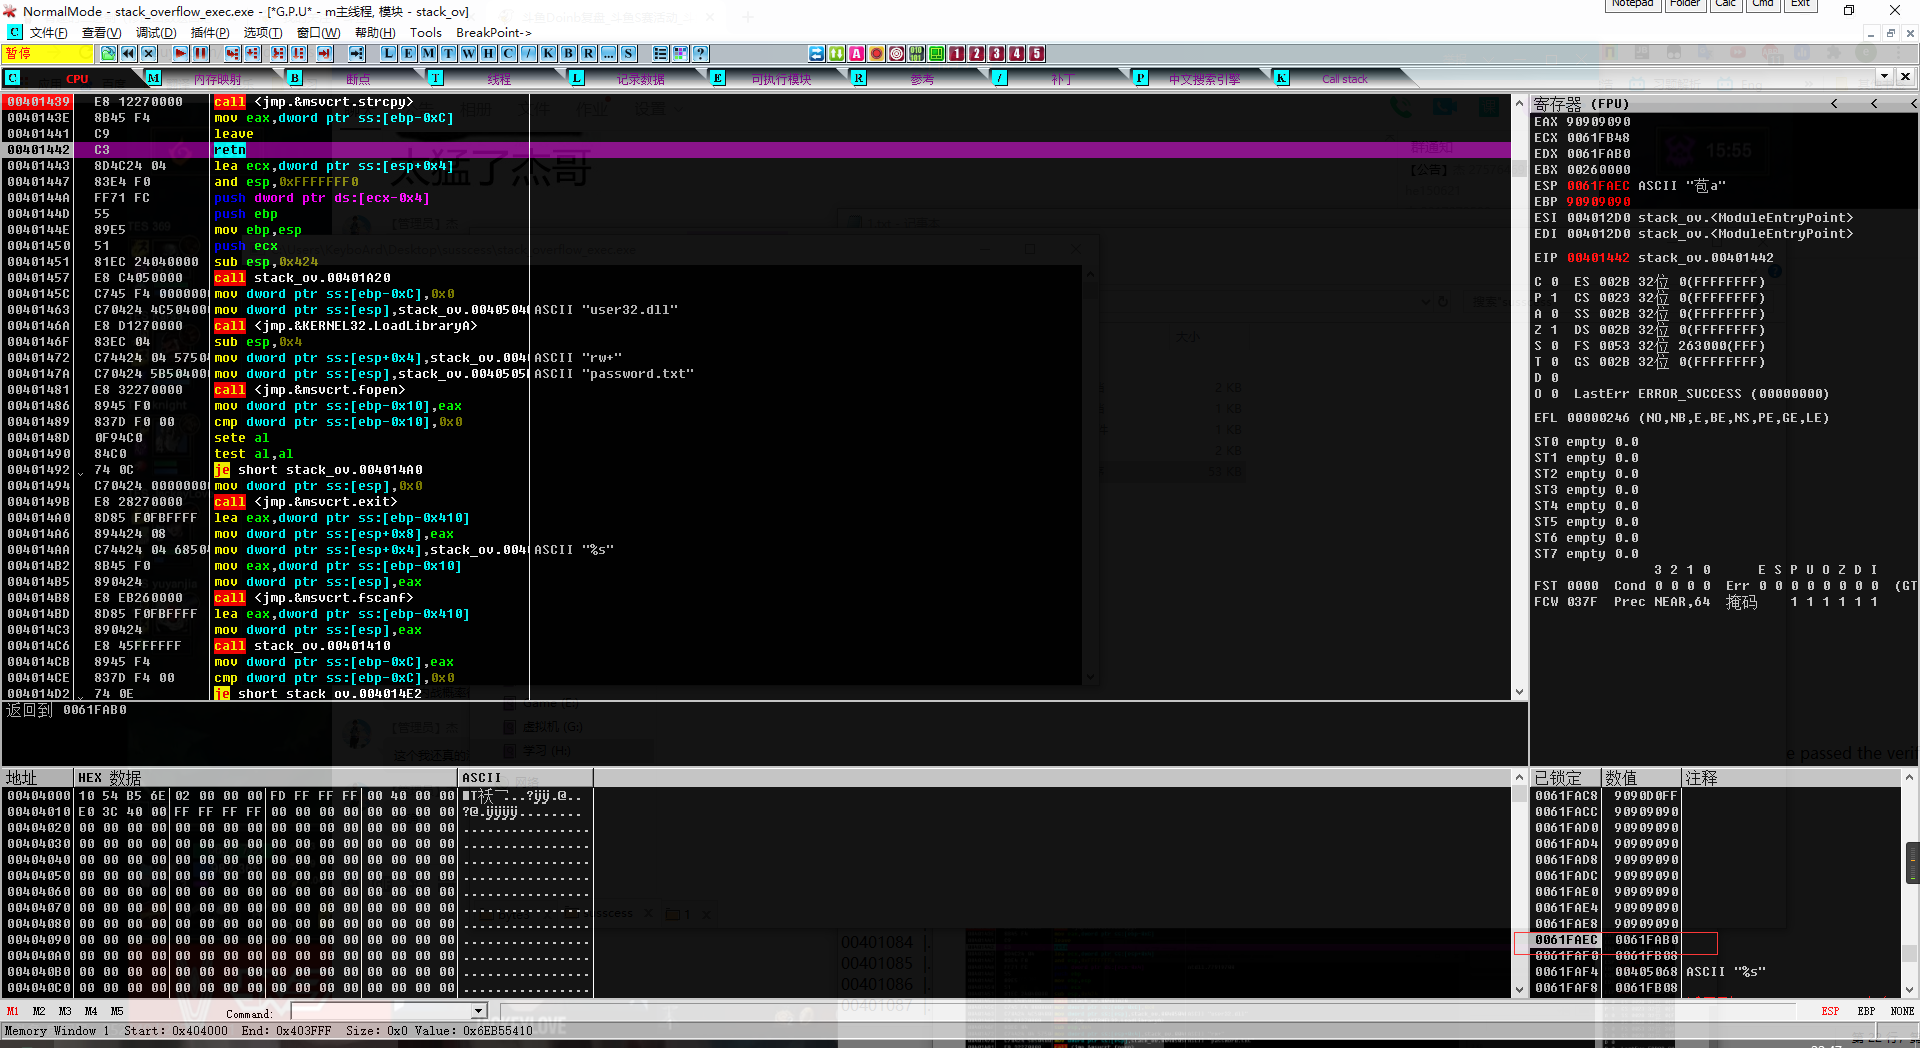 NormalMode - stack_overflow_exec.exe - [*G.P.U* - m主线程, 模块 - stack_ov]
Notepad Folder Calc Cmd Exit
文件(F) 查看(V) 调试(D) 插件(P) 选项(T) 窗口(W) 帮助(H) Tools BreakPoint->
暂停 L E M T W H C / K B R ... S ? 1 2 3 4 5
C CPU M 内存映射 B 断点 T 线程 L 记录数据 E 可执行模块 R 参考 / 补丁 P 中文搜索引擎 K Call stack
00401439 E8 12270000 call <jmp.&msvcrt.strcpy>
0040143E 8B45 F4 mov eax,dword ptr ss:[ebp-0xC]
00401441 C9 leave
00401442 C3 retn
00401443 8D4C24 04 lea ecx,dword ptr ss:[esp+0x4]
00401447 83E4 F0 and esp,0xFFFFFFF0
0040144A FF71 FC push dword ptr ds:[ecx-0x4]
0040144D 55 push ebp
0040144E 89E5 mov ebp,esp
00401450 51 push ecx
00401451 81EC 24040000 sub esp,0x424
00401457 E8 C4050000 call stack_ov.00401A20
0040145C C745 F4 0000000 mov dword ptr ss:[ebp-0xC],0x0
00401463 C70424 4C504000 mov dword ptr ss:[esp],stack_ov.0040504 ASCII "user32.dll"
0040146A E8 D1270000 call <jmp.&KERNEL32.LoadLibraryA>
0040146F 83EC 04 sub esp,0x4
00401472 C74424 04 57504 mov dword ptr ss:[esp+0x4],stack_ov.004 ASCII "rw+"
0040147A C70424 5B504000 mov dword ptr ss:[esp],stack_ov.0040505 ASCII "password.txt"
00401481 E8 32270000 call <jmp.&msvcrt.fopen>
00401486 8945 F0 mov dword ptr ss:[ebp-0x10],eax
00401489 837D F0 00 cmp dword ptr ss:[ebp-0x10],0x0
0040148D 0F94C0 sete al
00401490 84C0 test al,al
00401492 74 0C je short stack_ov.004014A0
00401494 C70424 00000000 mov dword ptr ss:[esp],0x0
0040149B E8 28270000 call <jmp.&msvcrt.exit>
004014A0 8D85 F0FBFFFF lea eax,dword ptr ss:[ebp-0x410]
004014A6 894424 08 mov dword ptr ss:[esp+0x8],eax
004014AA C74424 04 68504 mov dword ptr ss:[esp+0x4],stack_ov.004 ASCII "%s"
004014B2 8B45 F0 mov eax,dword ptr ss:[ebp-0x10]
004014B5 890424 mov dword ptr ss:[esp],eax
004014B8 E8 EB260000 call <jmp.&msvcrt.fscanf>
004014BD 8D85 F0FBFFFF lea eax,dword ptr ss:[ebp-0x410]
004014C3 890424 mov dword ptr ss:[esp],eax
004014C6 E8 45FFFFFF call stack_ov.00401410
004014CB 8945 F4 mov dword ptr ss:[ebp-0xC],eax
004014CE 837D F4 00 cmp dword ptr ss:[ebp-0xC],0x0
004014D2 74 0E je short stack_ov.004014E2
返回到 0061FAB0
寄存器 (FPU) < < <
EAX 90909090
ECX 0061FB48
EDX 0061FAB0
EBX 00260000
ESP 0061FAEC ASCII "苞a"
EBP 90909090
ESI 004012D0 stack_ov.<ModuleEntryPoint>
EDI 004012D0 stack_ov.<ModuleEntryPoint>
EIP 00401442 stack_ov.00401442
C 0 ES 002B 32位 0(FFFFFFFF)
P 1 CS 0023 32位 0(FFFFFFFF)
A 0 SS 002B 32位 0(FFFFFFFF)
Z 1 DS 002B 32位 0(FFFFFFFF)
S 0 FS 0053 32位 263000(FFF)
T 0 GS 002B 32位 0(FFFFFFFF)
D 0
O 0 LastErr ERROR_SUCCESS (00000000)
EFL 00000246 (NO,NB,E,BE,NS,PE,GE,LE)
ST0 empty 0.0
ST1 empty 0.0
ST2 empty 0.0
ST3 empty 0.0
ST4 empty 0.0
ST5 empty 0.0
ST6 empty 0.0
ST7 empty 0.0
3 2 1 0 E S P U O Z D I
FST 0000 Cond 0 0 0 0 Err 0 0 0 0 0 0 0 0 (GT
FCW 037F Prec NEAR,64 掩码 1 1 1 1 1 1
太猛了杰哥
15:55
e passed the verif
地址 HEX 数据 ASCII
00404000 10 54 B5 6E 02 00 00 00 FD FF FF FF 00 40 00 00
00404010 E0 3C 40 00 FF FF FF FF 00 00 00 00 00 00 00 00
00404020 00 00 00 00 00 00 00 00 00 00 00 00 00 00 00 00 ................
00404030 00 00 00 00 00 00 00 00 00 00 00 00 00 00 00 00 ................
00404040 00 00 00 00 00 00 00 00 00 00 00 00 00 00 00 00 ................
00404050 00 00 00 00 00 00 00 00 00 00 00 00 00 00 00 00 ................
00404060 00 00 00 00 00 00 00 00 00 00 00 00 00 00 00 00 ................
00404070 00 00 00 00 00 00 00 00 00 00 00 00 00 00 00 00 ................
00404080 00 00 00 00 00 00 00 00 00 00 00 00 00 00 00 00 ................
00404090 00 00 00 00 00 00 00 00 00 00 00 00 00 00 00 00 ................
004040A0 00 00 00 00 00 00 00 00 00 00 00 00 00 00 00 00 ................
004040B0 00 00 00 00 00 00 00 00 00 00 00 00 00 00 00 00 ................
004040C0 00 00 00 00 00 00 00 00 00 00 00 00 00 00 00 00 ................
已锁定 数值 注释
0061FAC8 9090D0FF
0061FACC 90909090
0061FAD0 90909090
0061FAD4 90909090
0061FAD8 90909090
0061FADC 90909090
0061FAE0 90909090
0061FAE4 90909090
0061FAE8 90909090
0061FAEC 0061FAB0
0061FAF0 0061FB08
0061FAF4 00405068 ASCII "%s"
0061FAF8 0061FB08
00401084
00401085
00401086
00401087
M1 M2 M3 M4 M5 Command: ESP EBP NONE
Memory Window 1 Start: 0x404000 End: 0x403FFF Size: 0x0 Value: 0x6EB55410